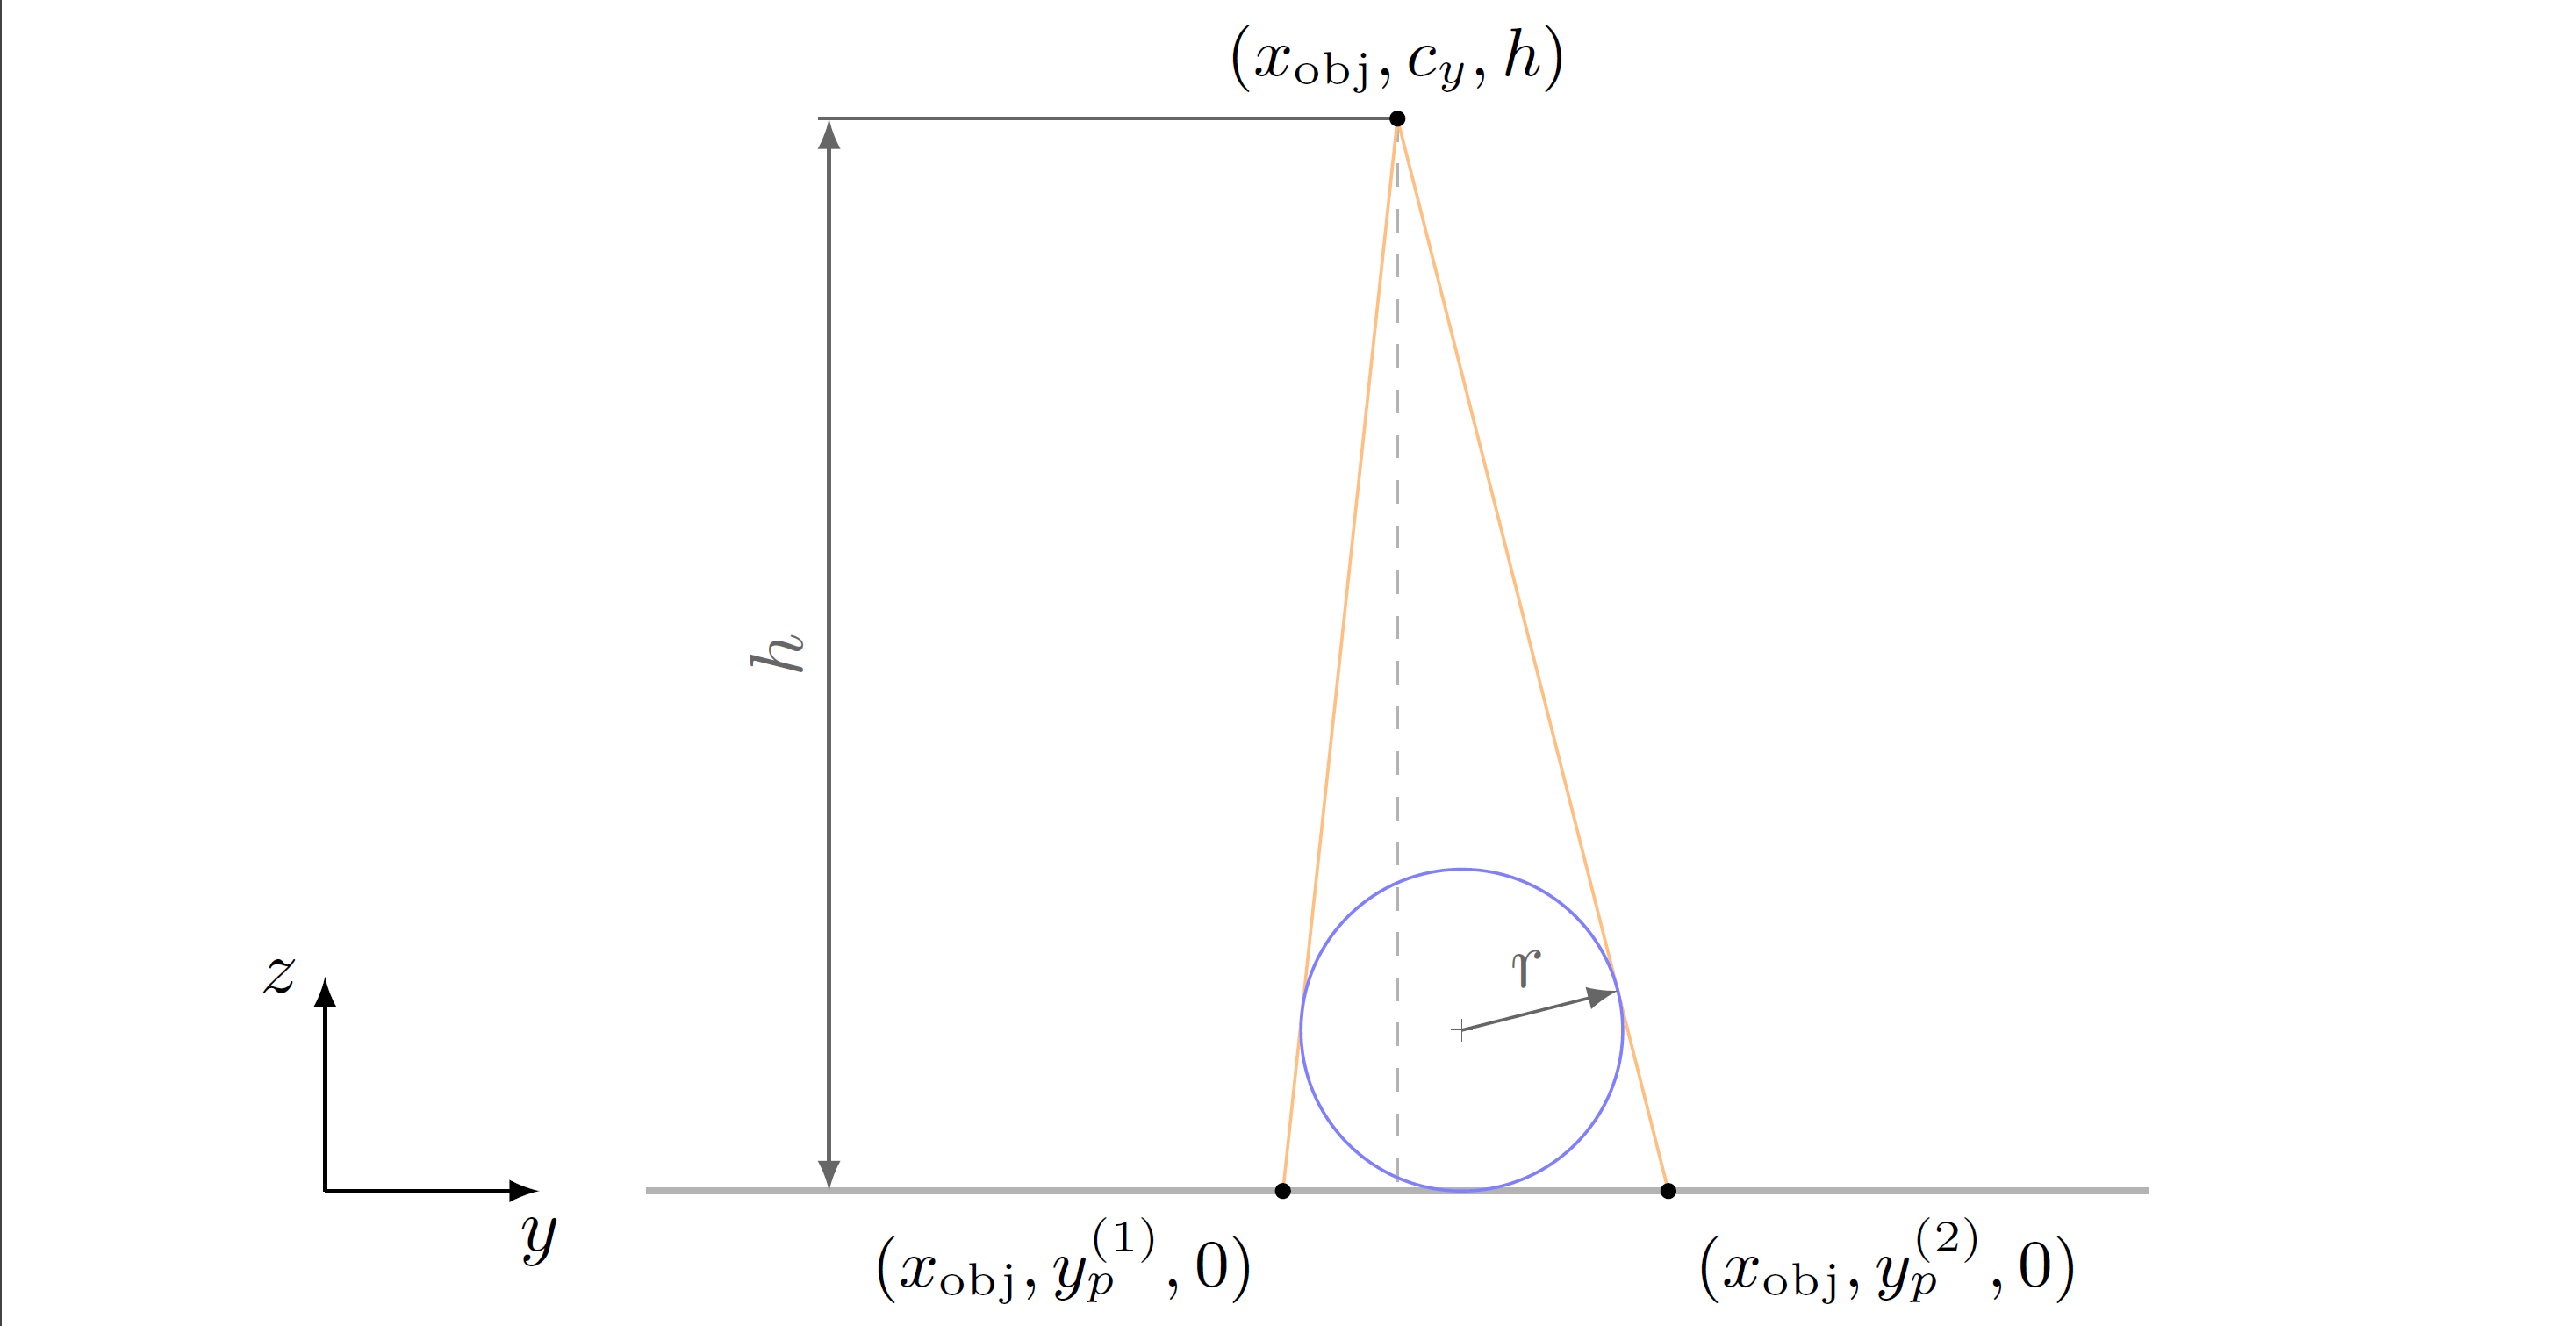 (x_obj, c_y, h)
h
r
z
y
(x_obj, y_p^(1), 0)
(x_obj, y_p^(2), 0)